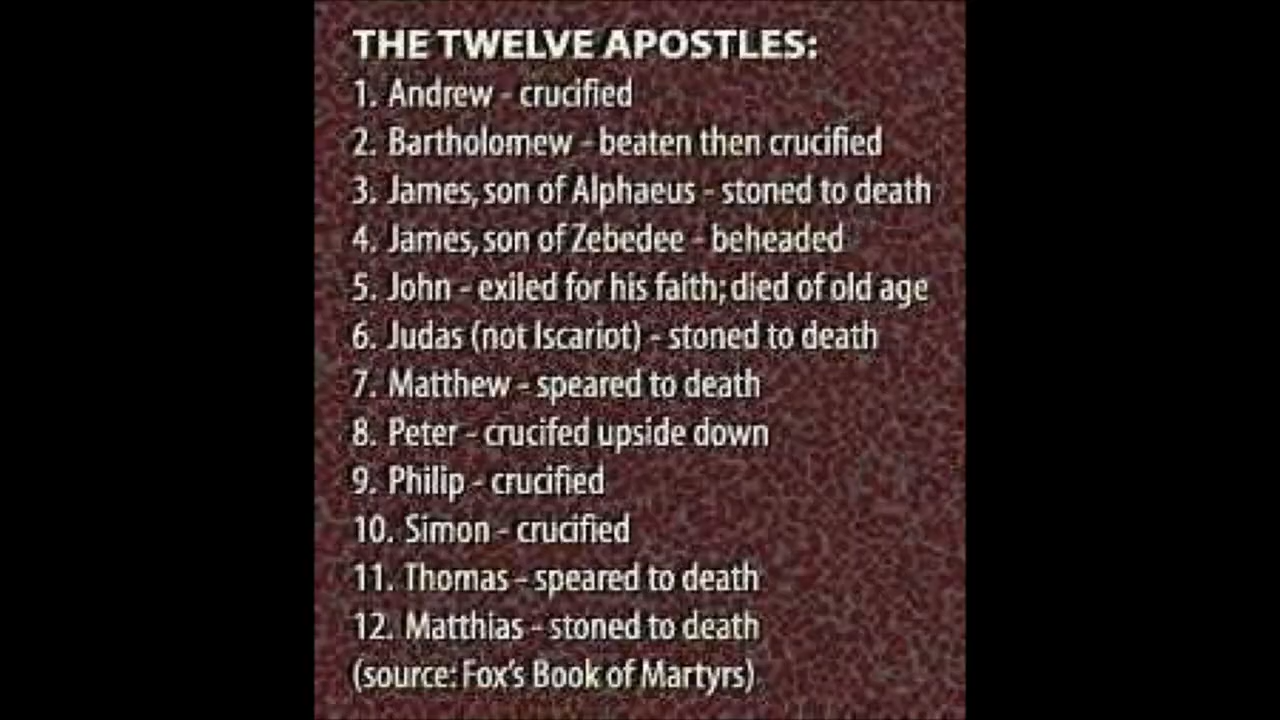 THE TWELVE APOSTLES:
1. Andrew - crucified
2. Bartholomew - beaten then crucified
3. James, son of Alphaeus - stoned to death
4. James, son of Zebedee - beheaded
5. John - exiled for his faith; died of old age
6. Judas (not Iscariot) - stoned to death
7. Matthew - speared to death
8. Peter - crucifed upside down
9. Philip - crucified
10. Simon - crucified
11. Thomas - speared to death
12. Matthias - stoned to death
(source: Fox's Book of Martyrs)